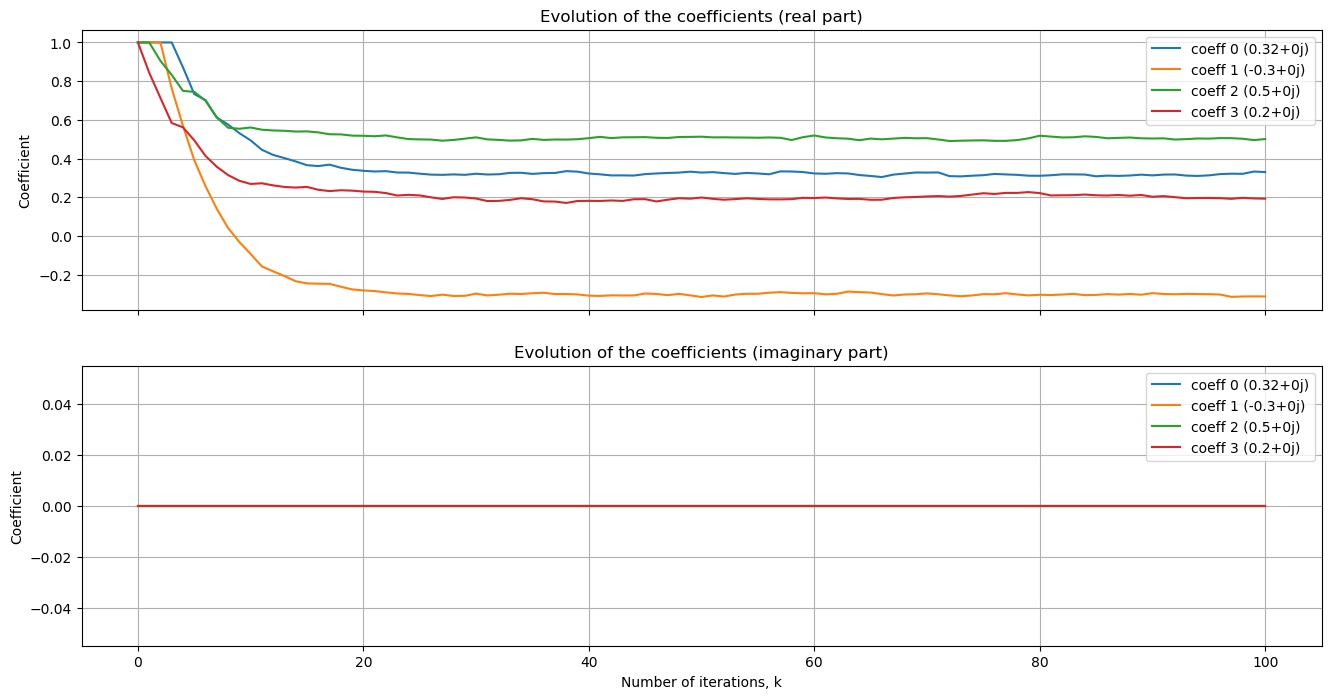 Evolution of the coefficients (real part)
1.0
0.8
0.6
0.4
0.2
0.0
−0.2
Coefficient
coeff 0 (0.32+0j)
coeff 1 (-0.3+0j)
coeff 2 (0.5+0j)
coeff 3 (0.2+0j)
Evolution of the coefficients (imaginary part)
0.04
0.02
0.00
−0.02
−0.04
Coefficient
coeff 0 (0.32+0j)
coeff 1 (-0.3+0j)
coeff 2 (0.5+0j)
coeff 3 (0.2+0j)
0 20 40 60 80 100
Number of iterations, k